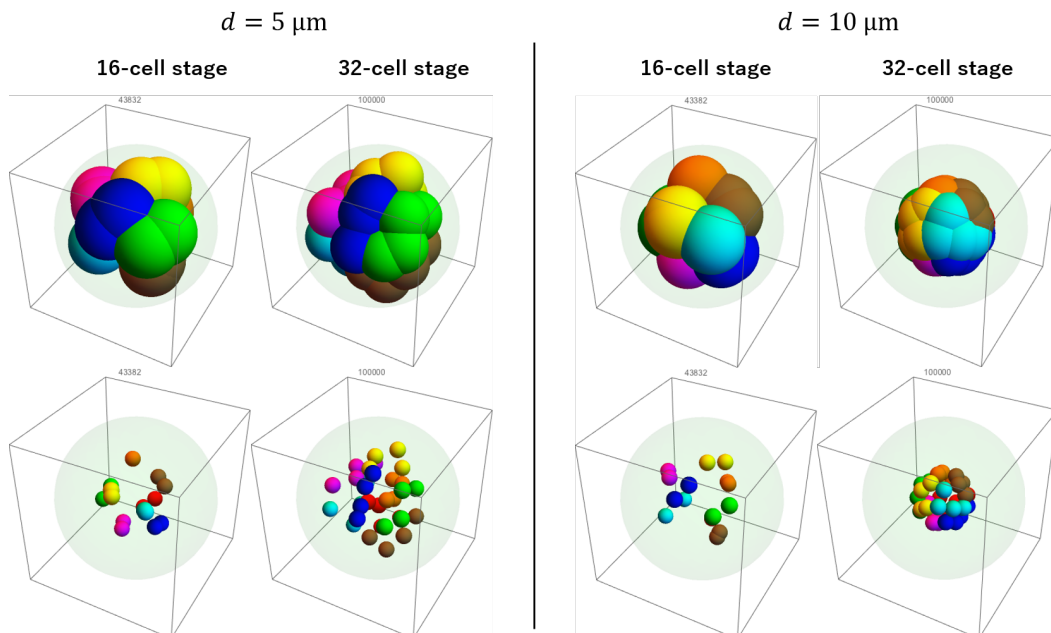 d = 5 μm
d = 10 μm
16-cell stage
32-cell stage
16-cell stage
32-cell stage
43832
100000
43382
100000
43382
100000
43832
100000